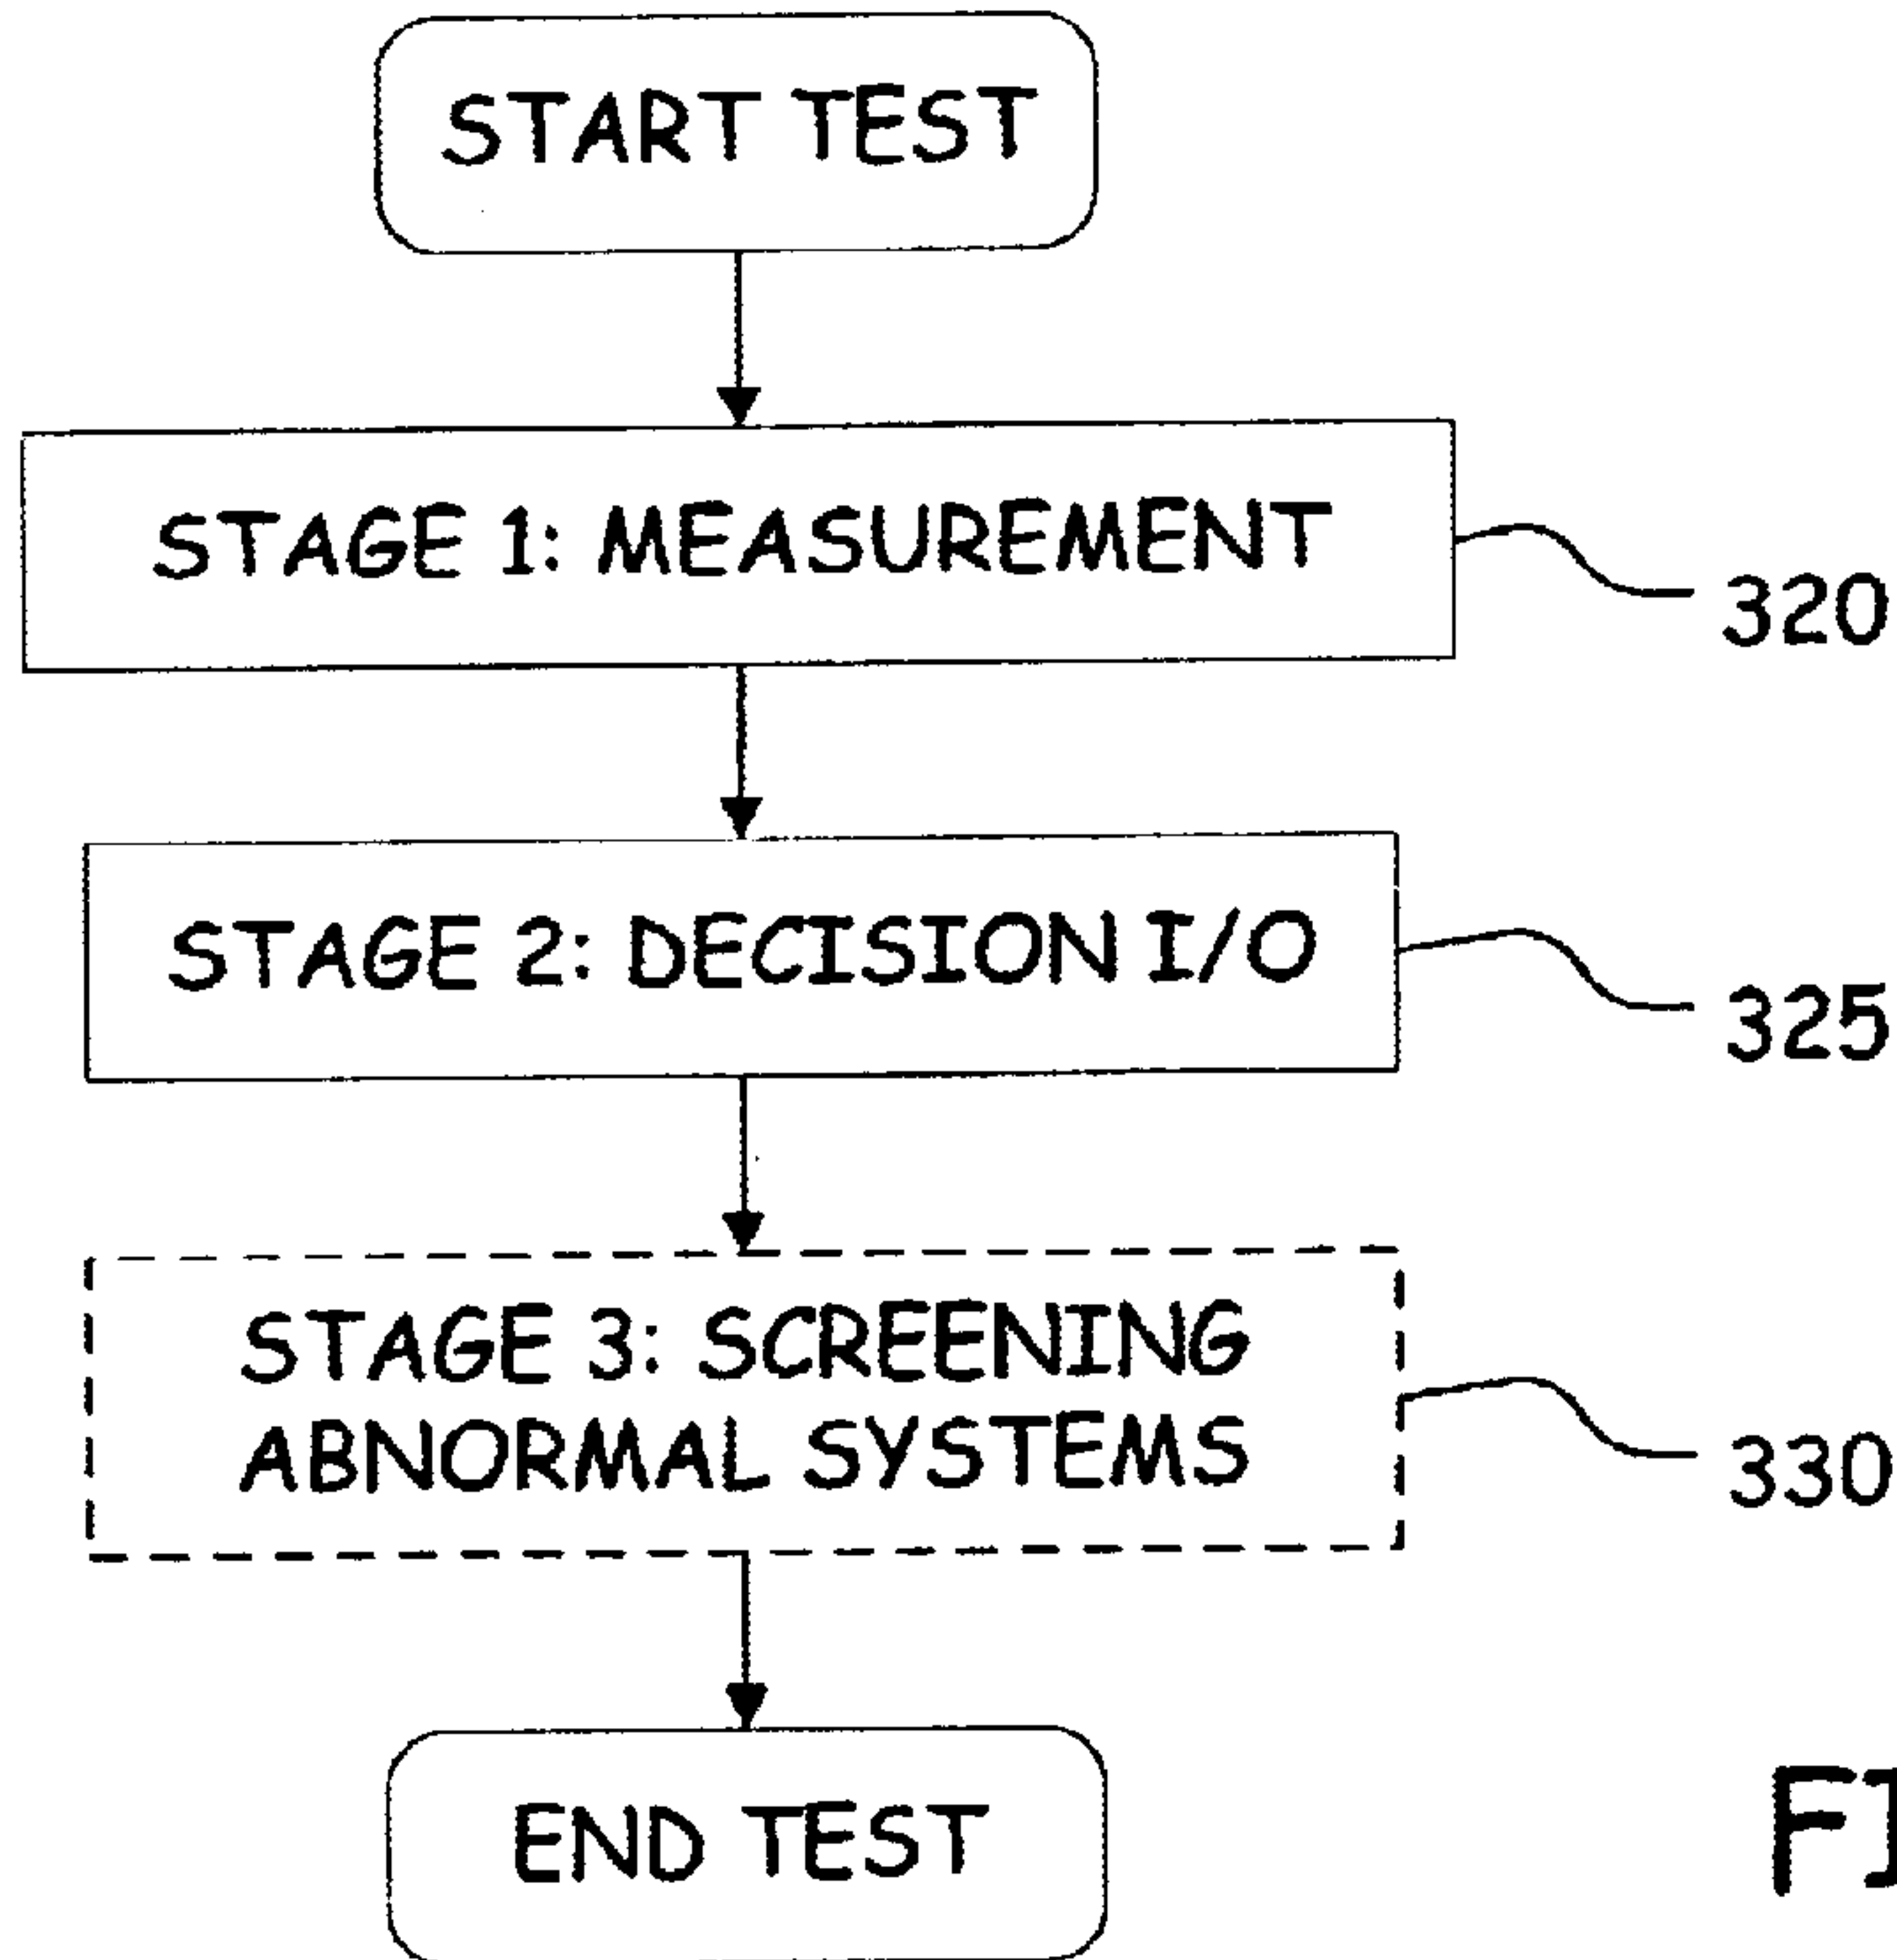 START TEST
STAGE 1: MEASUREMENT
320
STAGE 2: DECISION I/O
325
STAGE 3: SCREENING
ABNORMAL SYSTEMS
330
END TEST